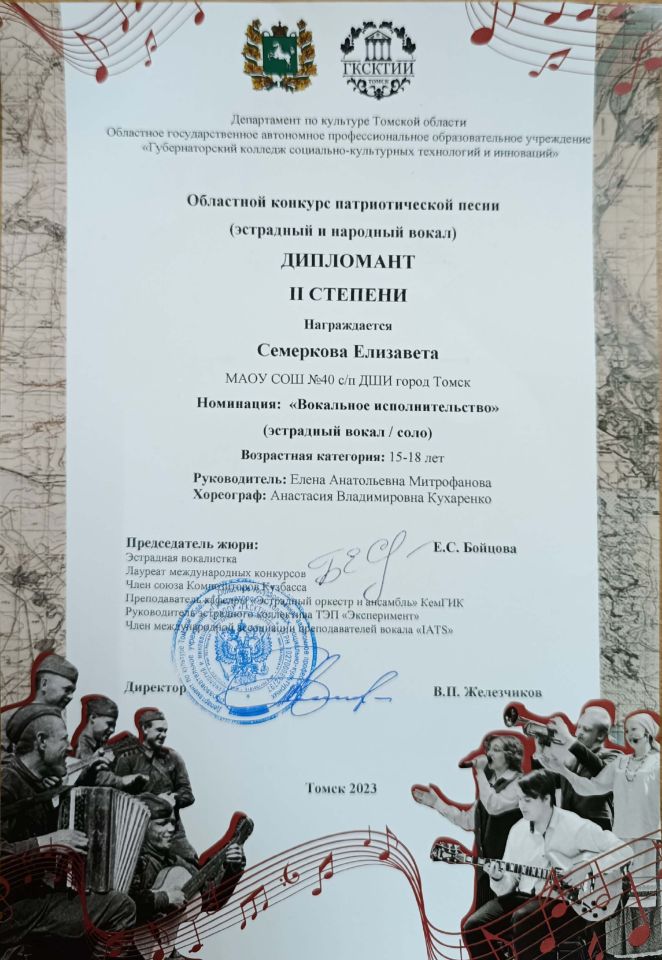 ГКСКТИИ
ТОМСК
Департамент по культуре Томской области
Областное государственное автономное профессиональное образовательное учреждение
«Губернаторский колледж социально-культурных технологий и инноваций»
Областной конкурс патриотической песни
(эстрадный и народный вокал)
ДИПЛОМАНТ
II СТЕПЕНИ
Награждается
Семеркова Елизавета
МАОУ СОШ №40 с/п ДШИ город Томск
Номинация: «Вокальное исполнительство»
(эстрадный вокал / соло)
Возрастная категория: 15-18 лет
Руководитель: Елена Анатольевна Митрофанова
Хореограф: Анастасия Владимировна Кухаренко
Председатель жюри:
Е.С. Бойцова
Эстрадная вокалистка
Лауреат международных конкурсов
Член союза Композиторов Кузбасса
Преподаватель кафедры «Эстрадный оркестр и ансамбль» КемГИК
Руководитель эстрадного коллектива ТЭП «Эксперимент»
Член международной ассоциации преподавателей вокала «IATS»
Директор
В.П. Железчиков
Томск 2023